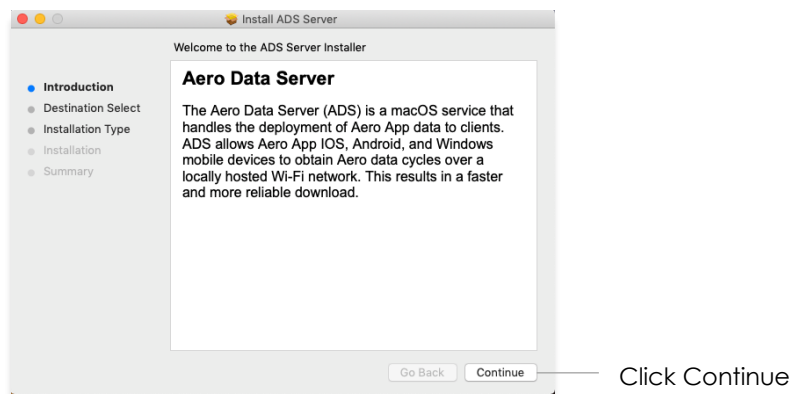 Install ADS Server
Welcome to the ADS Server Installer
Introduction
Destination Select
Installation Type
Installation
Summary
Aero Data Server
The Aero Data Server (ADS) is a macOS service that
handles the deployment of Aero App data to clients.
ADS allows Aero App IOS, Android, and Windows
mobile devices to obtain Aero data cycles over a
locally hosted Wi-Fi network. This results in a faster
and more reliable download.
Go Back
Continue
Click Continue